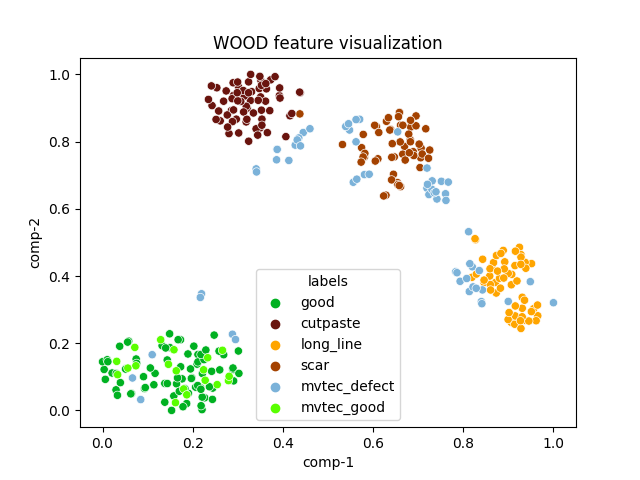 WOOD feature visualization
1.0
0.8
0.6
0.4
0.2
0.0
comp-2
labels
good
cutpaste
long_line
scar
mvtec_defect
mvtec_good
0.0 0.2 0.4 0.6 0.8 1.0
comp-1